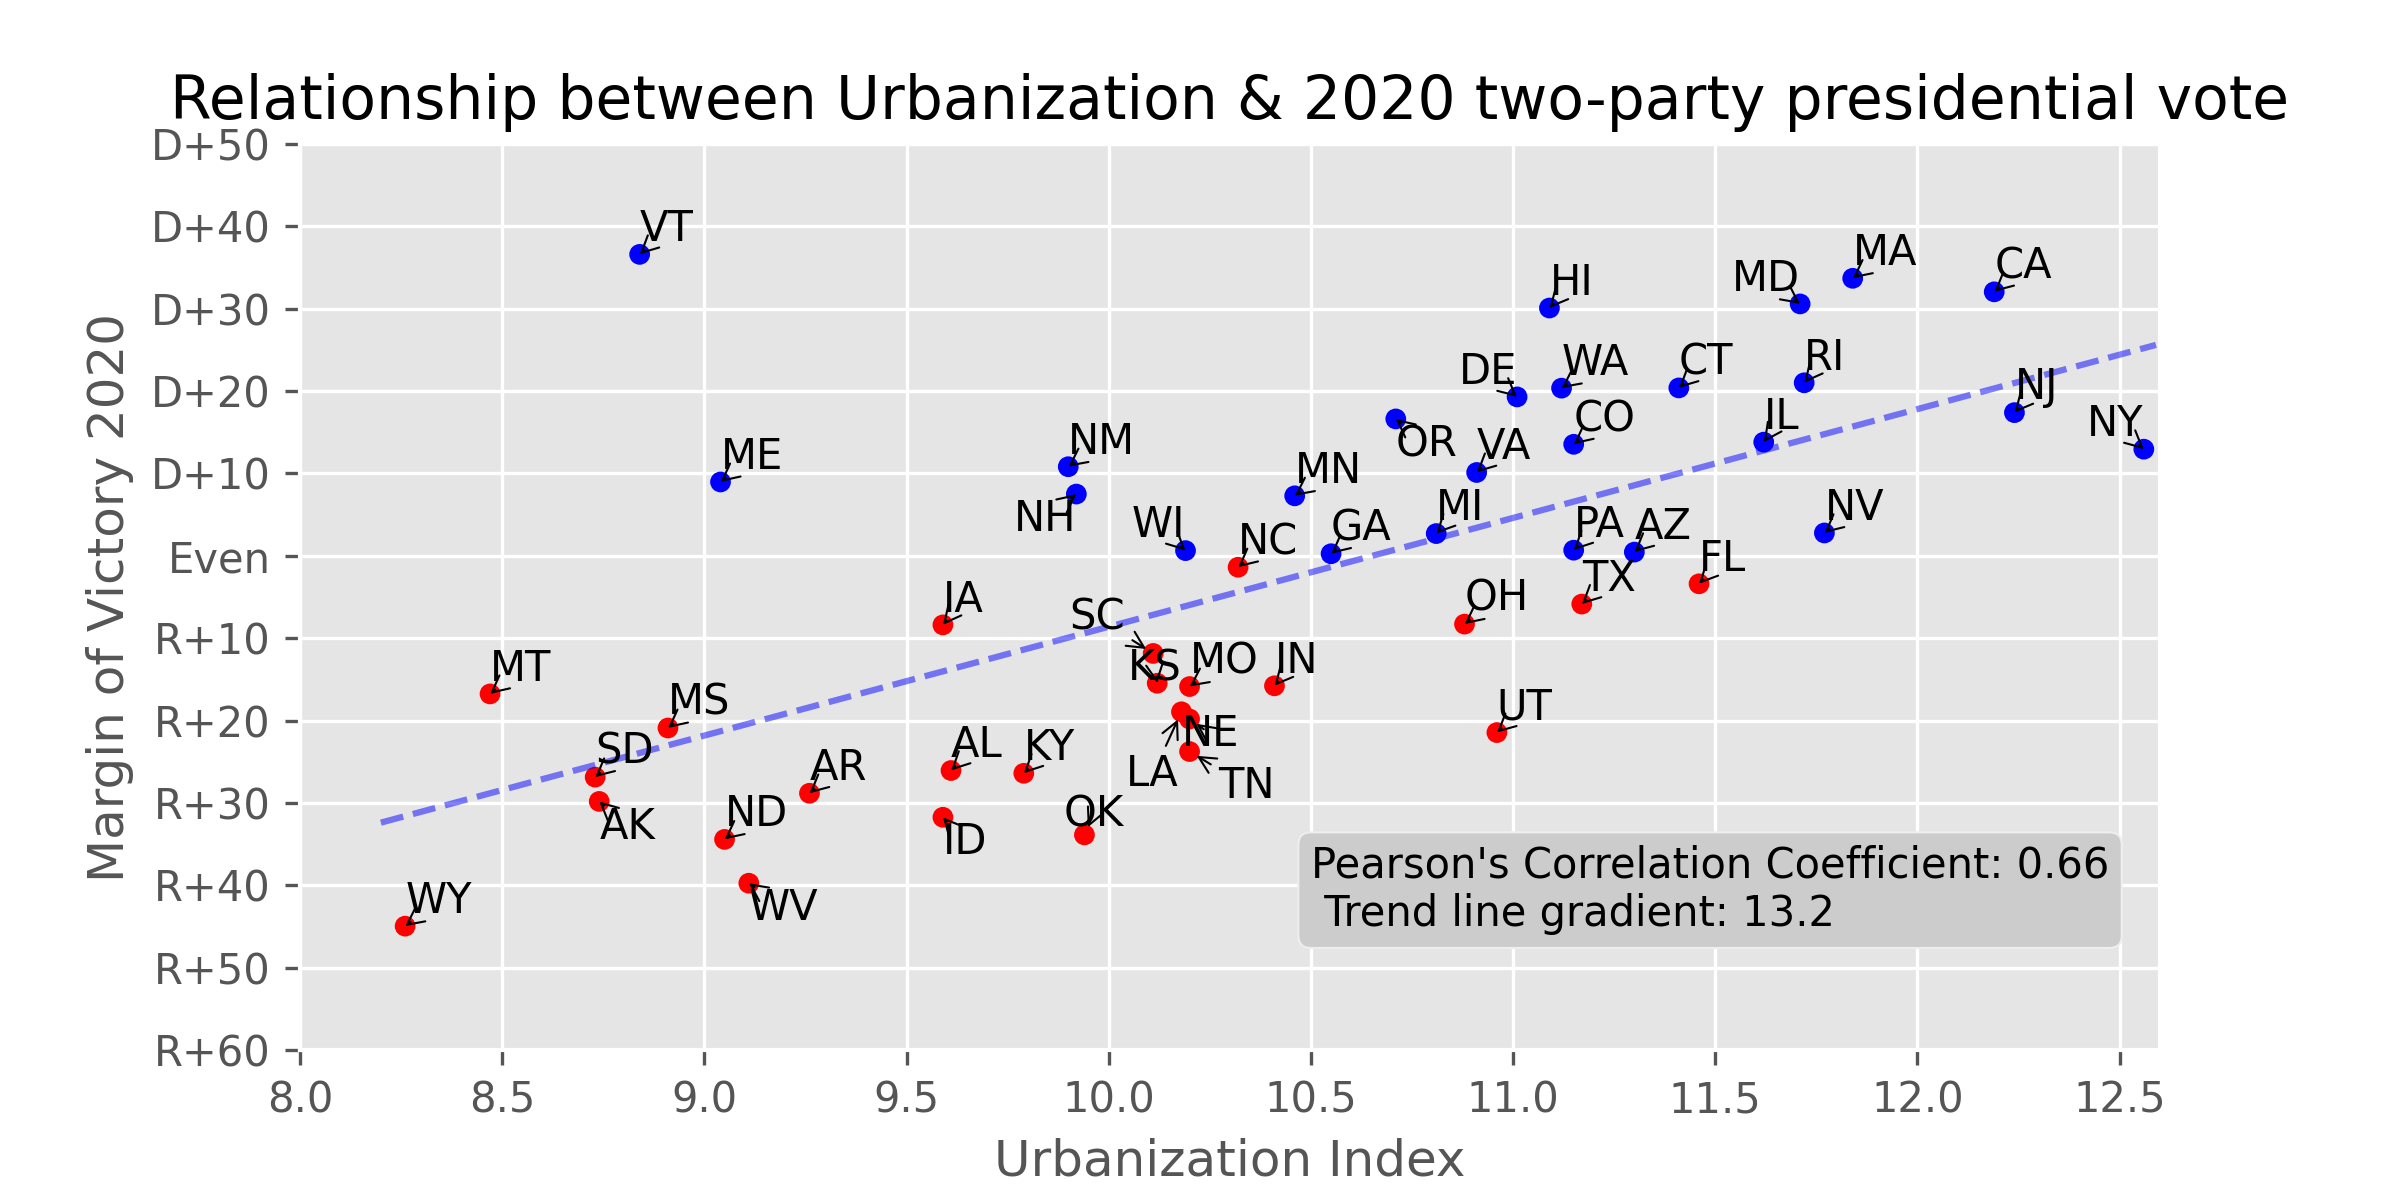 Relationship between Urbanization & 2020 two-party presidential vote
Margin of Victory 2020
D+50
D+40
D+30
D+20
D+10
Even
R+10
R+20
R+30
R+40
R+50
R+60
VT
MA
CA
HI
MD
DE
WA
CT
RI
NJ
NY
ME
NM
OR
CO
IL
VA
NH
MN
WI
MI
NV
NC
GA
PA
AZ
FL
IA
SC
OH
TX
MT
KS
MO
IN
MS
UT
SD
AL
KY
NE
AR
LA
TN
AK
ND
ID
OK
WY
WV
Pearson's Correlation Coefficient: 0.66
Trend line gradient: 13.2
8.0 8.5 9.0 9.5 10.0 10.5 11.0 11.5 12.0 12.5
Urbanization Index